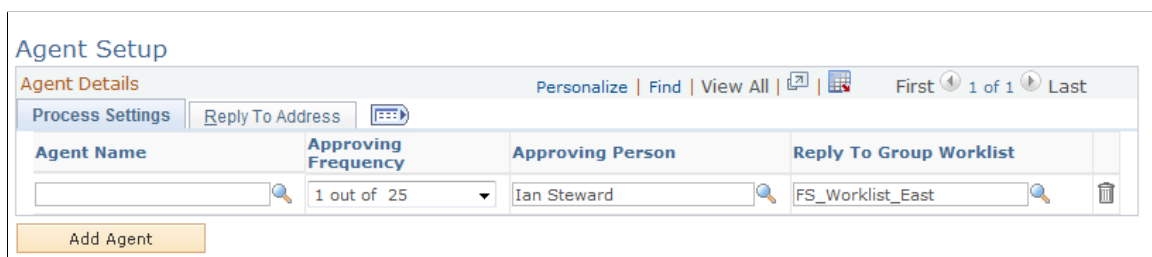 Agent Setup
Agent Details Personalize | Find | View All | | First 1 of 1 Last
Process Settings Reply To Address
Agent Name Approving Frequency Approving Person Reply To Group Worklist
1 out of 25 Ian Steward FS_Worklist_East
Add Agent